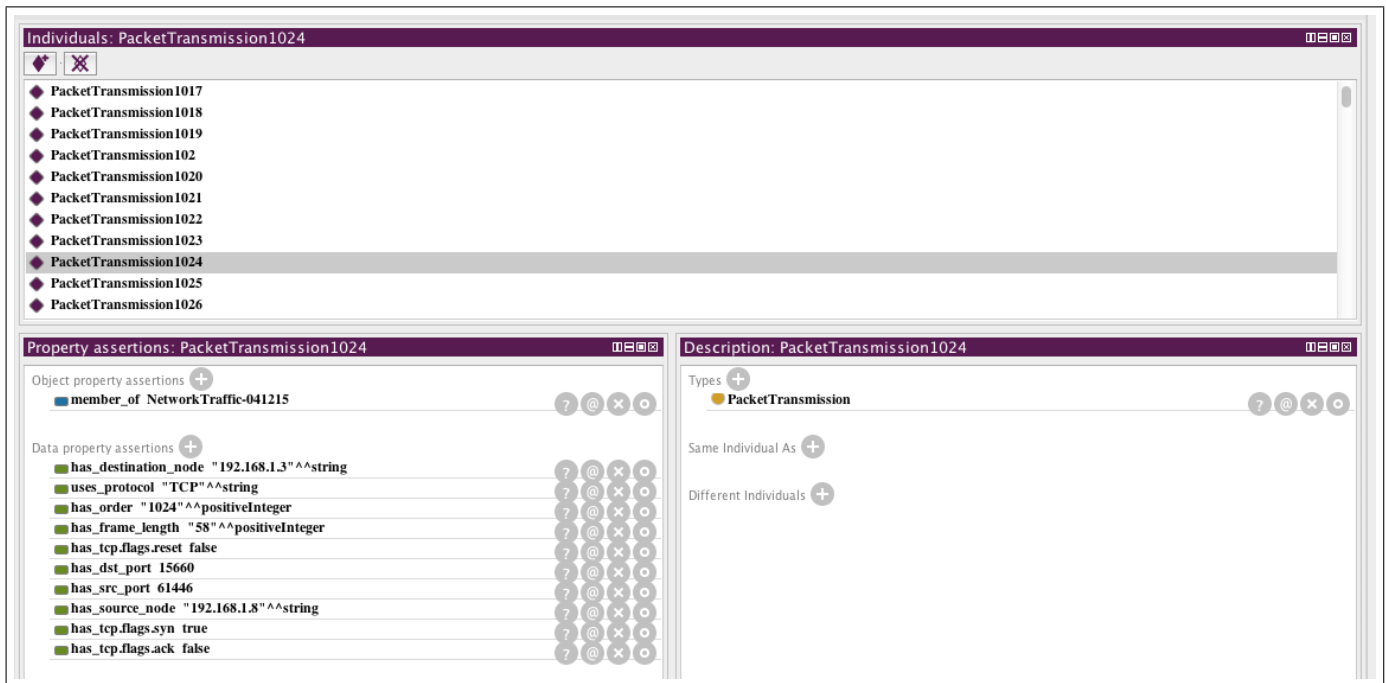 Individuals: PacketTransmission1024
PacketTransmission1017
PacketTransmission1018
PacketTransmission1019
PacketTransmission102
PacketTransmission1020
PacketTransmission1021
PacketTransmission1022
PacketTransmission1023
PacketTransmission1024
PacketTransmission1025
PacketTransmission1026
Property assertions: PacketTransmission1024
Object property assertions
member_of NetworkTraffic-041215
Data property assertions
has_destination_node "192.168.1.3"^^string
uses_protocol "TCP"^^string
has_order "1024"^^positiveInteger
has_frame_length "58"^^positiveInteger
has_tcp.flags.reset false
has_dst_port 15660
has_src_port 61446
has_source_node "192.168.1.8"^^string
has_tcp.flags.syn true
has_tcp.flags.ack false
Description: PacketTransmission1024
Types
PacketTransmission
Same Individual As
Different Individuals